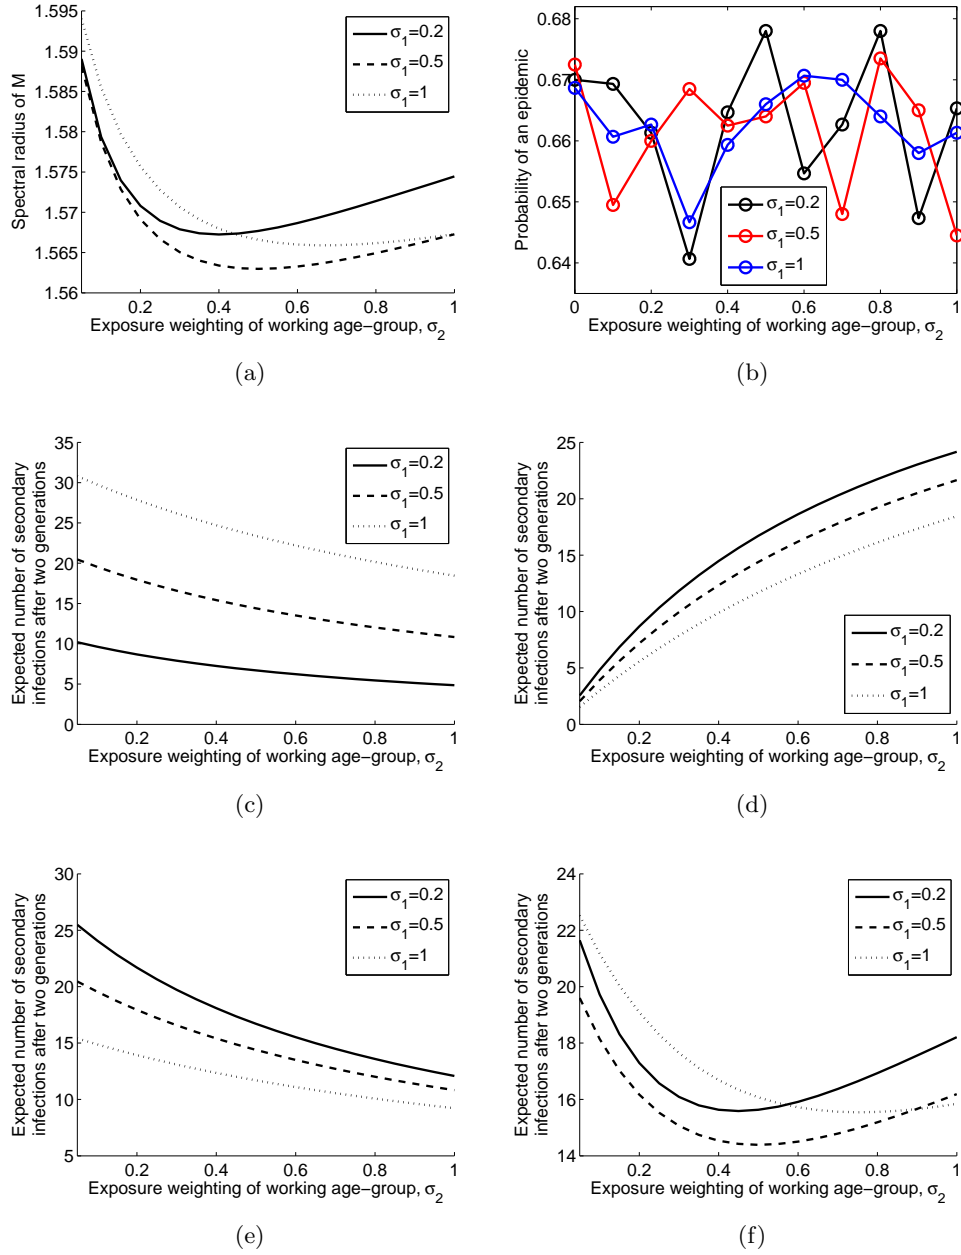 1.595
1.59
1.585
1.58
1.575
1.57
1.565
1.56
Spectral radius of M
σ1=0.2
σ1=0.5
σ1=1
0.2 0.4 0.6 0.8 1
Exposure weighting of working age−group, σ2
(a)
0.68
0.67
0.66
0.65
0.64
Probability of an epidemic
σ1=0.2
σ1=0.5
σ1=1
0 0.2 0.4 0.6 0.8 1
Exposure weighting of working age−group, σ2
(b)
35
30
25
20
15
10
5
0
Expected number of secondary
infections after two generations
σ1=0.2
σ1=0.5
σ1=1
0.2 0.4 0.6 0.8 1
Exposure weighting of working age−group, σ2
(c)
25
20
15
10
5
0
Expected number of secondary
infections after two generations
σ1=0.2
σ1=0.5
σ1=1
0.2 0.4 0.6 0.8 1
Exposure weighting of working age−group, σ2
(d)
30
25
20
15
10
5
Expected number of secondary
infections after two generations
σ1=0.2
σ1=0.5
σ1=1
0.2 0.4 0.6 0.8 1
Exposure weighting of working age−group, σ2
(e)
24
22
20
18
16
14
Expected number of secondary
infections after two generations
σ1=0.2
σ1=0.5
σ1=1
0.2 0.4 0.6 0.8 1
Exposure weighting of working age−group, σ2
(f)